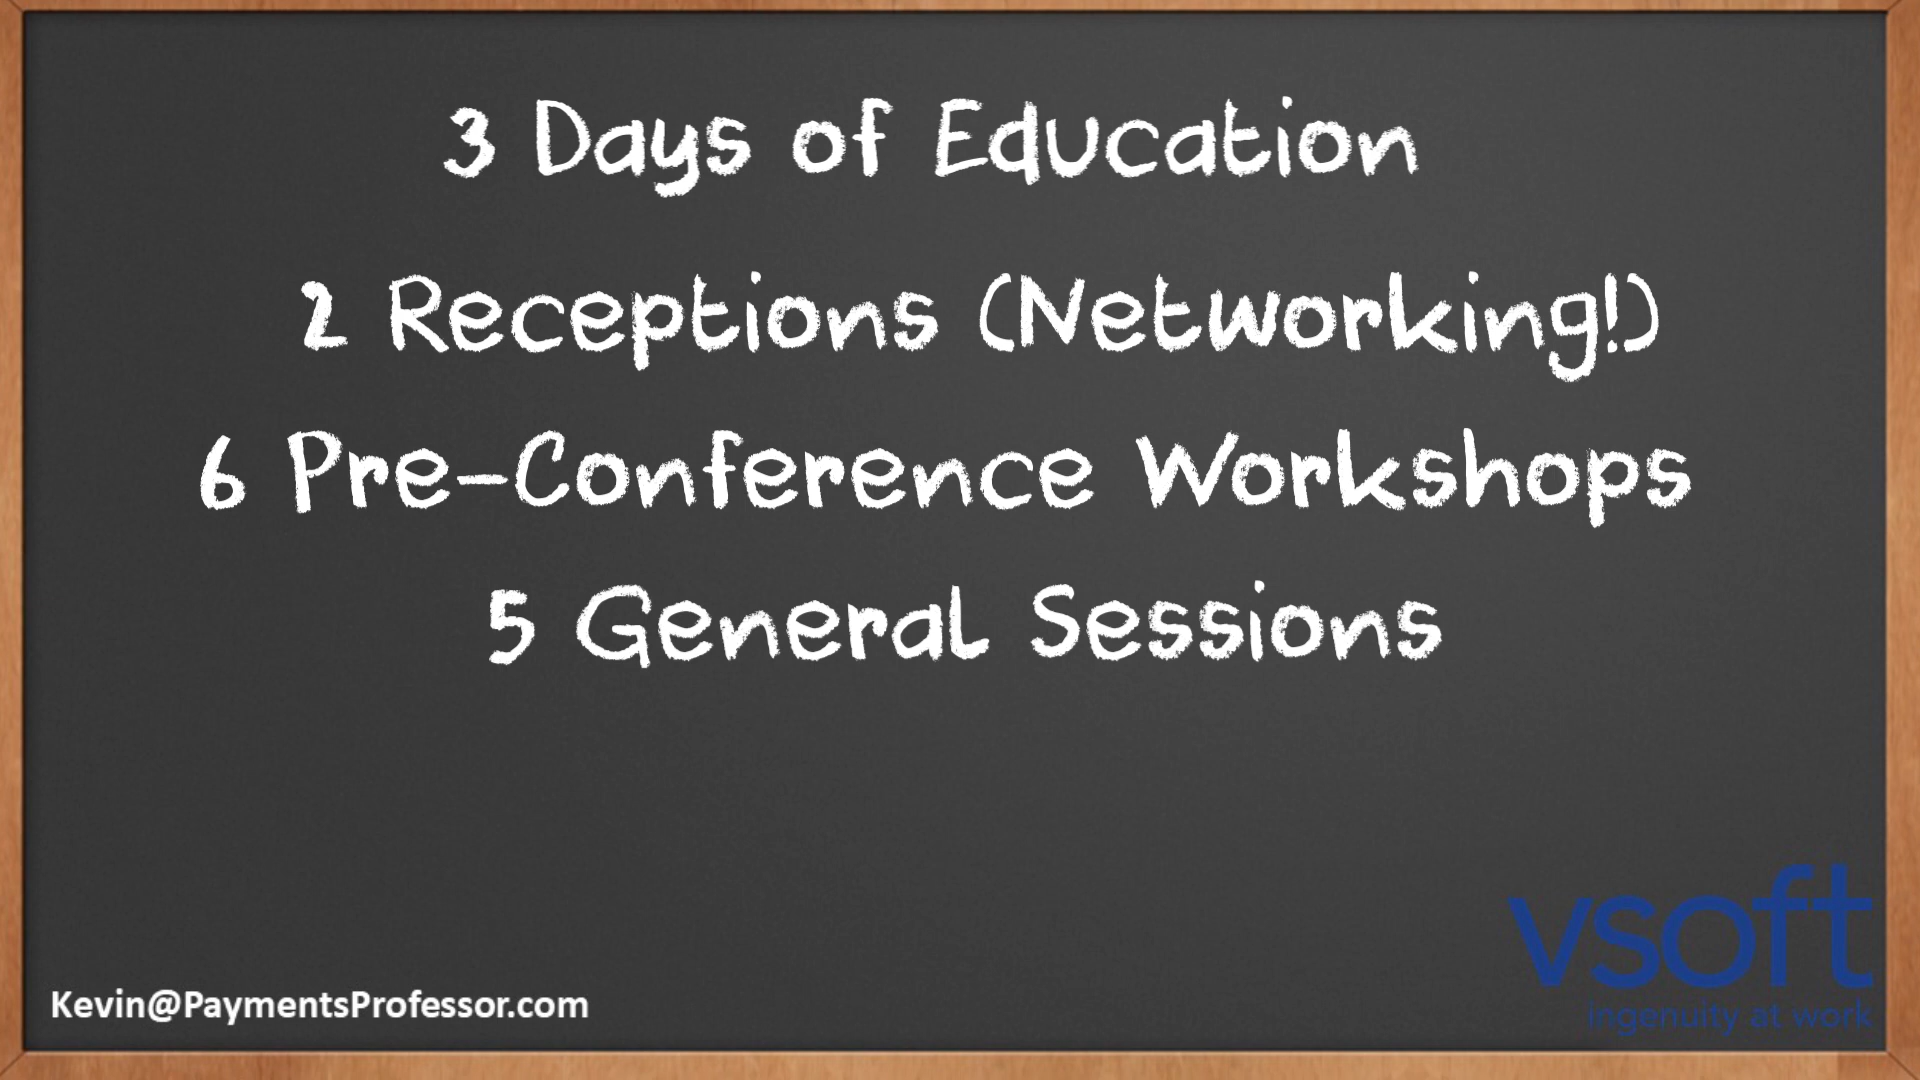 3 Days of Education
2 Receptions (Networking!)
6 Pre-Conference Workshops
5 General Sessions
vsoft
ingenuity at work
Kevin@PaymentsProfessor.com